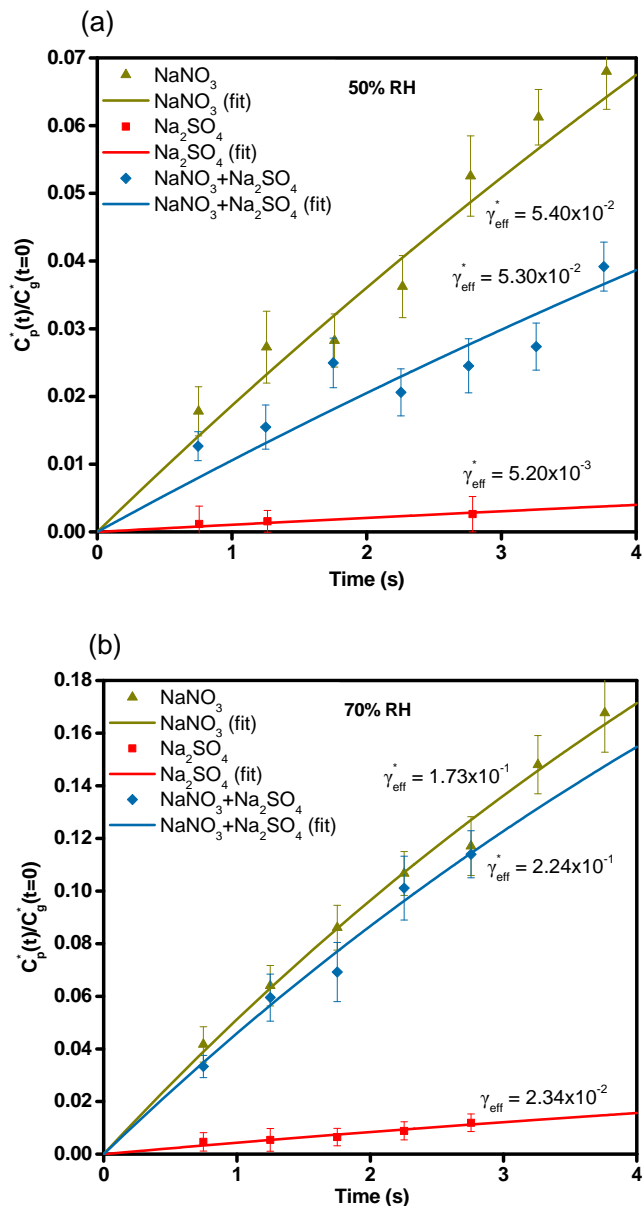 (a)
0.07
0.06
0.05
0.04
0.03
0.02
0.01
0.00
C*p(t)/C*g(t=0)
NaNO3
NaNO3 (fit)
Na2SO4
Na2SO4 (fit)
NaNO3+Na2SO4
NaNO3+Na2SO4 (fit)
50% RH
γ*eff = 5.40x10-2
γ*eff = 5.30x10-2
γ*eff = 5.20x10-3
0 1 2 3 4
Time (s)
(b)
0.18
0.16
0.14
0.12
0.10
0.08
0.06
0.04
0.02
0.00
C*p(t)/C*g(t=0)
NaNO3
NaNO3 (fit)
Na2SO4
Na2SO4 (fit)
NaNO3+Na2SO4
NaNO3+Na2SO4 (fit)
70% RH
γ*eff = 1.73x10-1
γ*eff = 2.24x10-1
γeff = 2.34x10-2
0 1 2 3 4
Time (s)